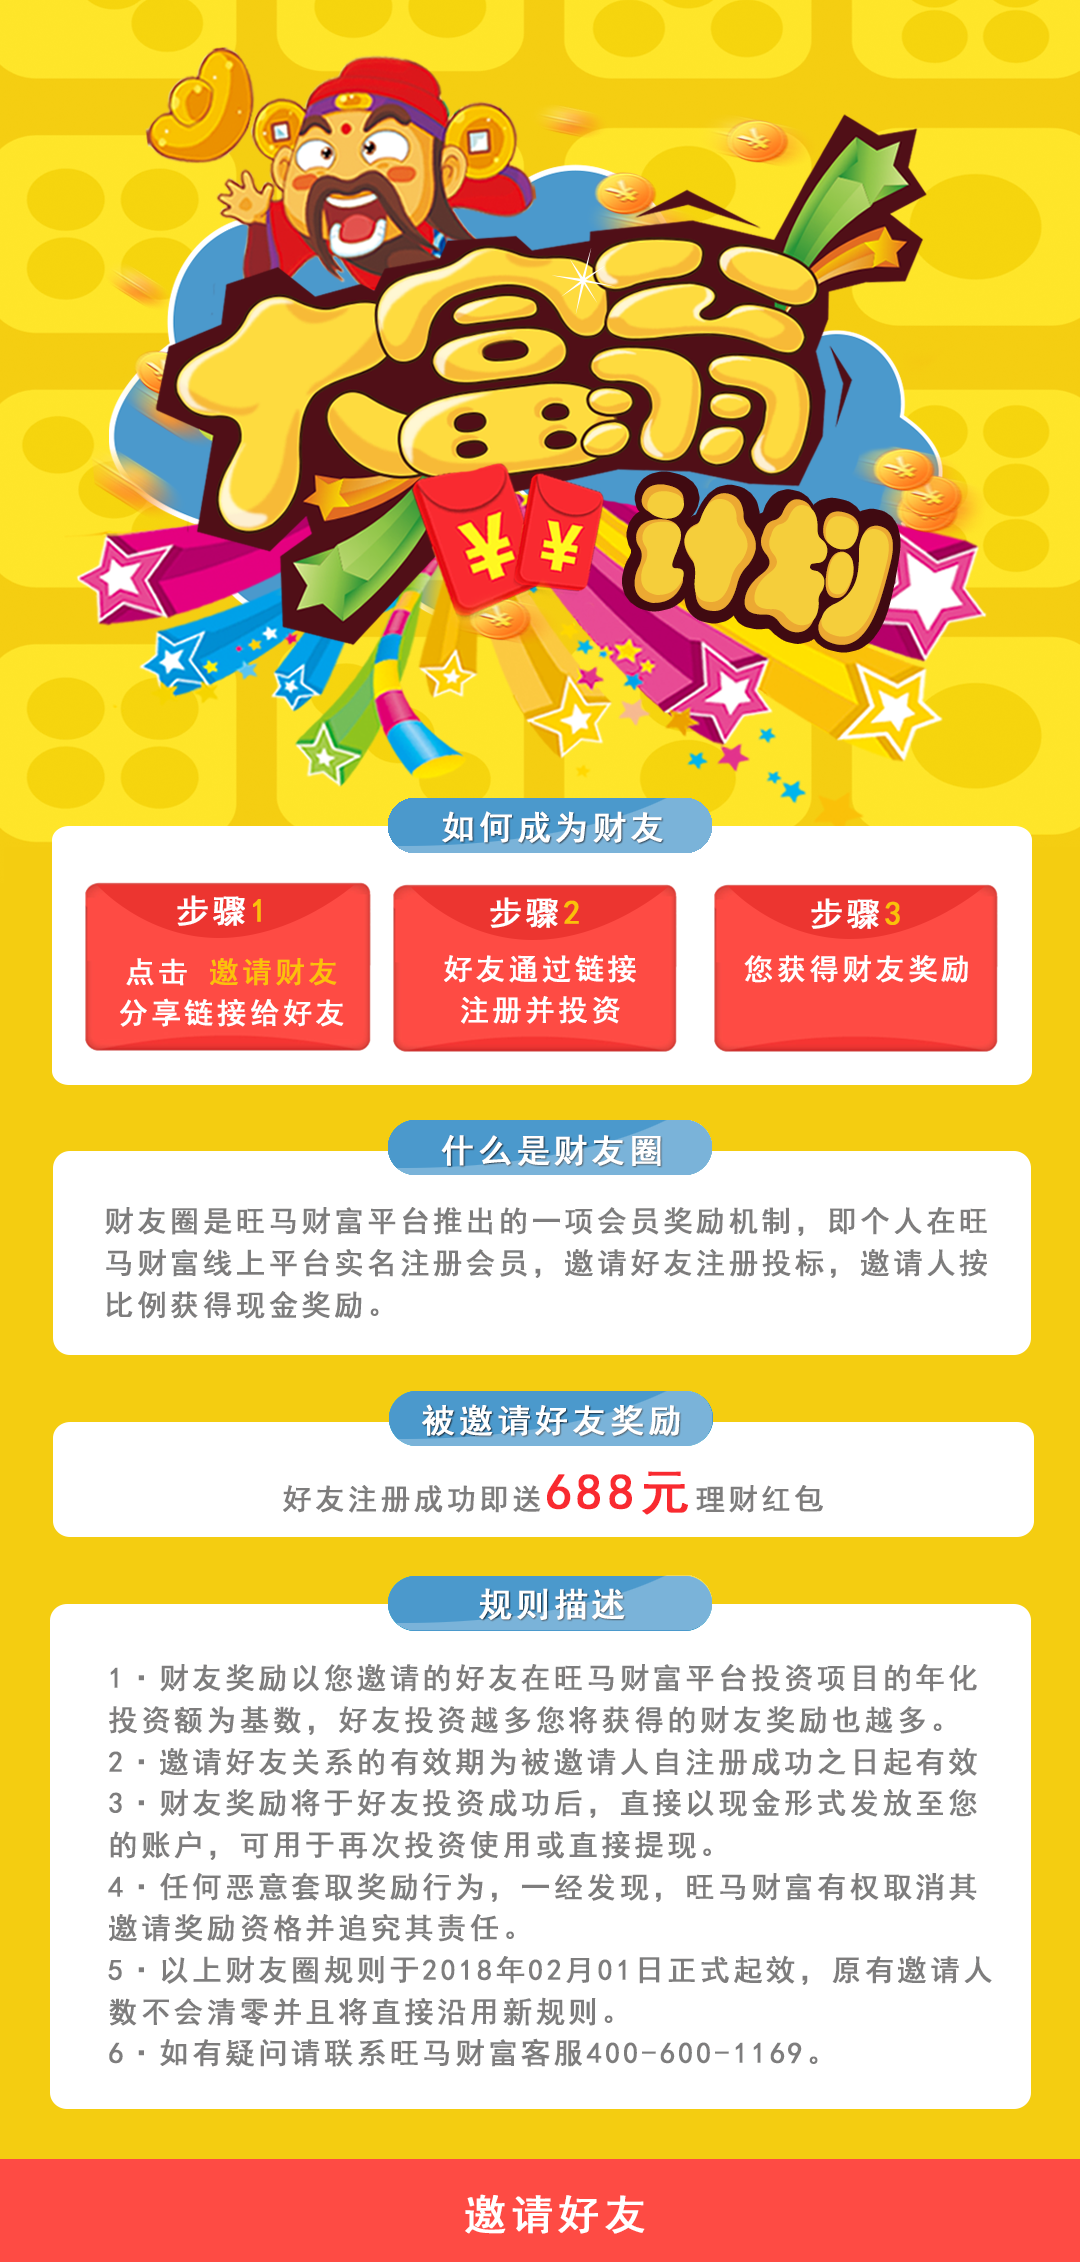 大富翁
计划
¥ ¥
如何成为财友
步骤1
点击 邀请财友
分享链接给好友
步骤2
好友通过链接
注册并投资
步骤3
您获得财友奖励
什么是财友圈
财友圈是旺马财富平台推出的一项会员奖励机制，即个人在旺
马财富线上平台实名注册会员，邀请好友注册投标，邀请人按
比例获得现金奖励。
被邀请好友奖励
好友注册成功即送688元理财红包
规则描述
1·财友奖励以您邀请的好友在旺马财富平台投资项目的年化
投资额为基数，好友投资越多您将获得的财友奖励也越多。
2·邀请好友关系的有效期为被邀请人自注册成功之日起有效
3·财友奖励将于好友投资成功后，直接以现金形式发放至您
的账户，可用于再次投资使用或直接提现。
4·任何恶意套取奖励行为，一经发现，旺马财富有权取消其
邀请奖励资格并追究其责任。
5·以上财友圈规则于2018年02月01日正式起效，原有邀请人
数不会清零并且将直接沿用新规则。
6·如有疑问请联系旺马财富客服400-600-1169。
邀请好友